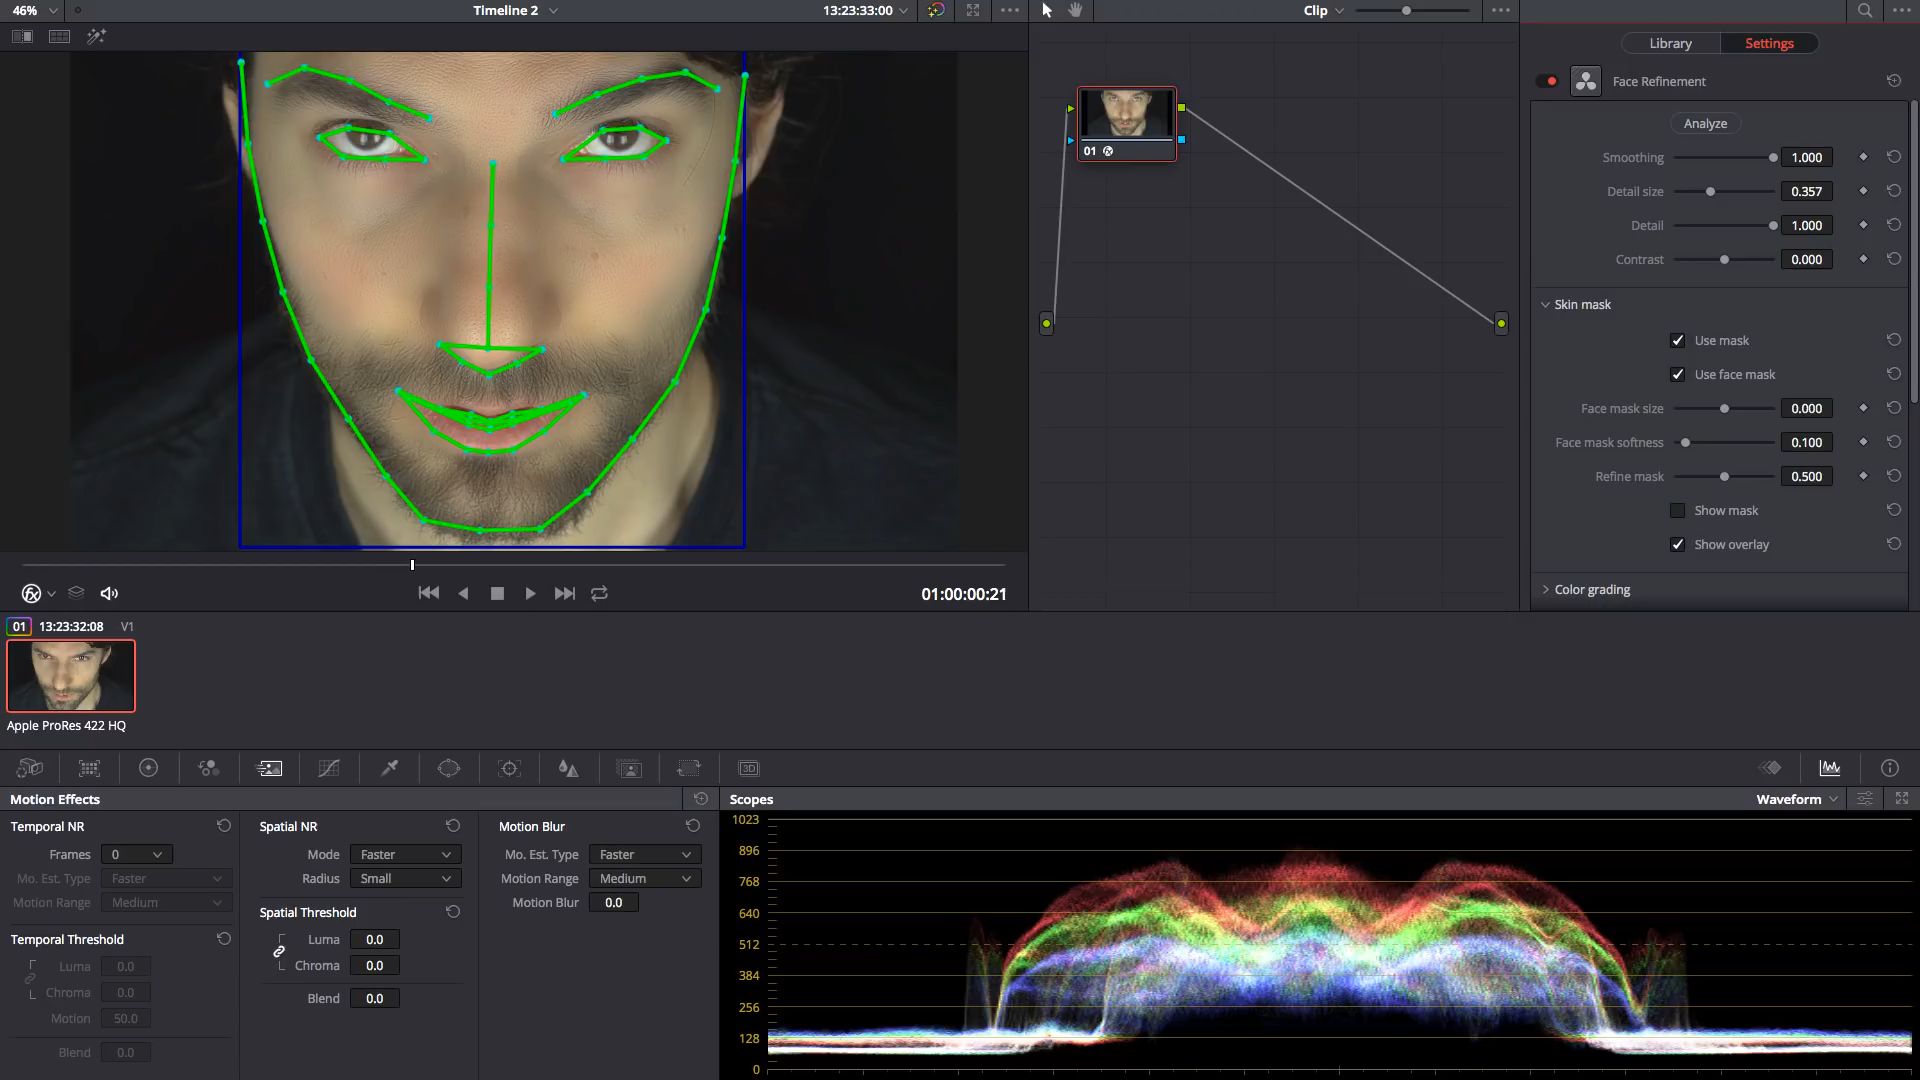 46%
Timeline 2
13:23:33:00
Clip
Library
Settings
Face Refinement
Analyze
Smoothing 1.000
Detail size 0.357
Detail 1.000
Contrast 0.000
Skin mask
Use mask
Use face mask
Face mask size 0.000
Face mask softness 0.100
Refine mask 0.500
Show mask
Show overlay
Color grading
01 fx
fx
01:00:00:21
01 13:23:32:08 V1
Apple ProRes 422 HQ
3D
Motion Effects
Temporal NR
Frames 0
Mo. Est. Type Faster
Motion Range Medium
Temporal Threshold
Luma 0.0
Chroma 0.0
Motion 50.0
Blend 0.0
Spatial NR
Mode Faster
Radius Small
Spatial Threshold
Luma 0.0
Chroma 0.0
Blend 0.0
Motion Blur
Mo. Est. Type Faster
Motion Range Medium
Motion Blur 0.0
Scopes
Waveform
1023
896
768
640
512
384
256
128
0